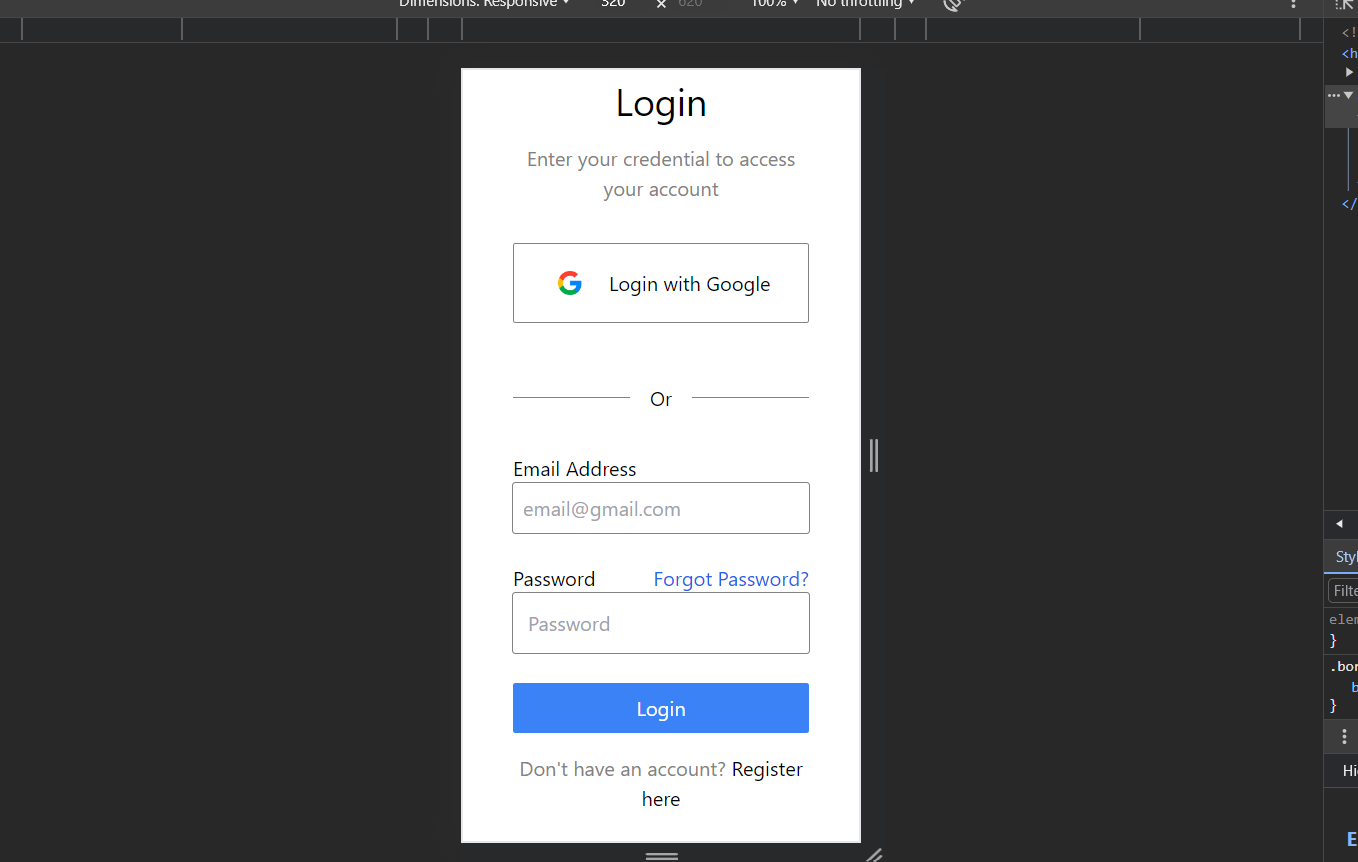 Dimensions: Responsive 320 × 620 100% No throttling
Login
Enter your credential to access
your account
Login with Google
Or
Email Address
email@gmail.com
Password Forgot Password?
Password
Login
Don't have an account? Register
here
<!
<h
</
Styl
Filte
elem
}
.bor
b
}
Hi
E